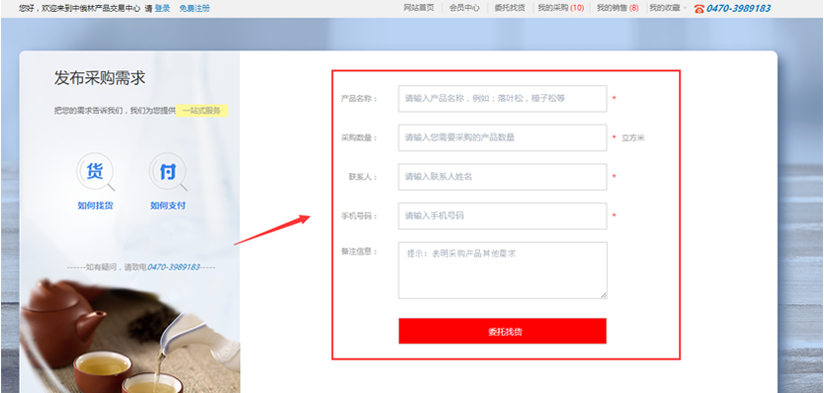 您好，欢迎来到中俄林产品交易中心 请 登录 免费注册
网站首页 会员中心 委托找货 我的采购 (10) 我的销售 (8) 我的收藏 0470-3989183
发布采购需求
把您的需求告诉我们，我们为您提供 一站式服务
货 付
如何找货 如何支付
------如有疑问，请致电0470-3989183-----
产品名称： 请输入产品名称，例如：落叶松，樟子松等 *
采购数量： 请输入您需要采购的产品数量 * 立方米
联系人： 请输入联系人姓名 *
手机号码： 请输入手机号码 *
备注信息： 提示：表明采购产品其他需求
委托找货